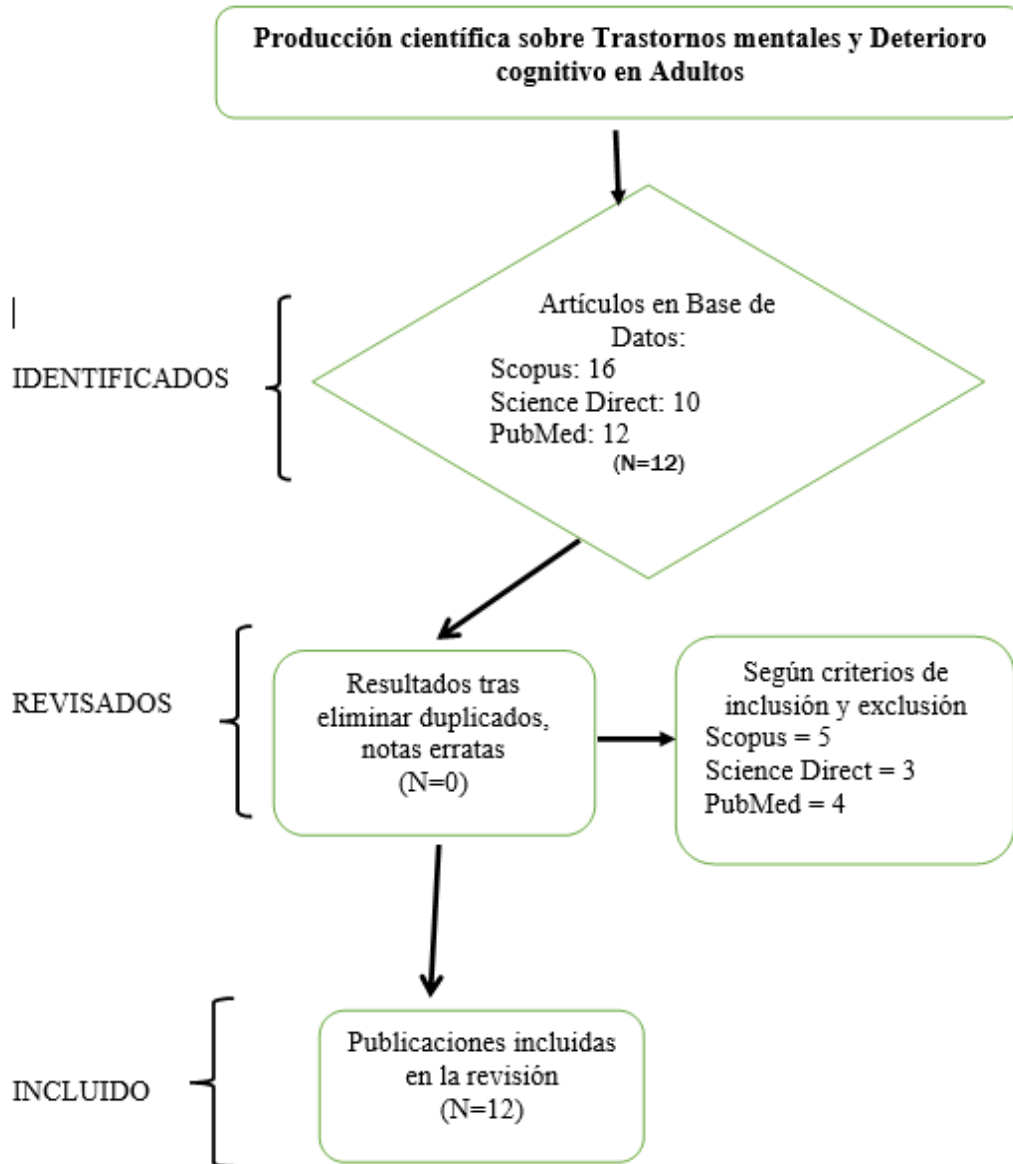 Producción científica sobre Trastornos mentales y Deterioro
cognitivo en Adultos
IDENTIFICADOS
Artículos en Base de
Datos:
Scopus: 16
Science Direct: 10
PubMed: 12
(N=12)
REVISADOS
Resultados tras
eliminar duplicados,
notas erratas
(N=0)
Según criterios de
inclusión y exclusión
Scopus = 5
Science Direct = 3
PubMed = 4
INCLUIDO
Publicaciones incluidas
en la revisión
(N=12)